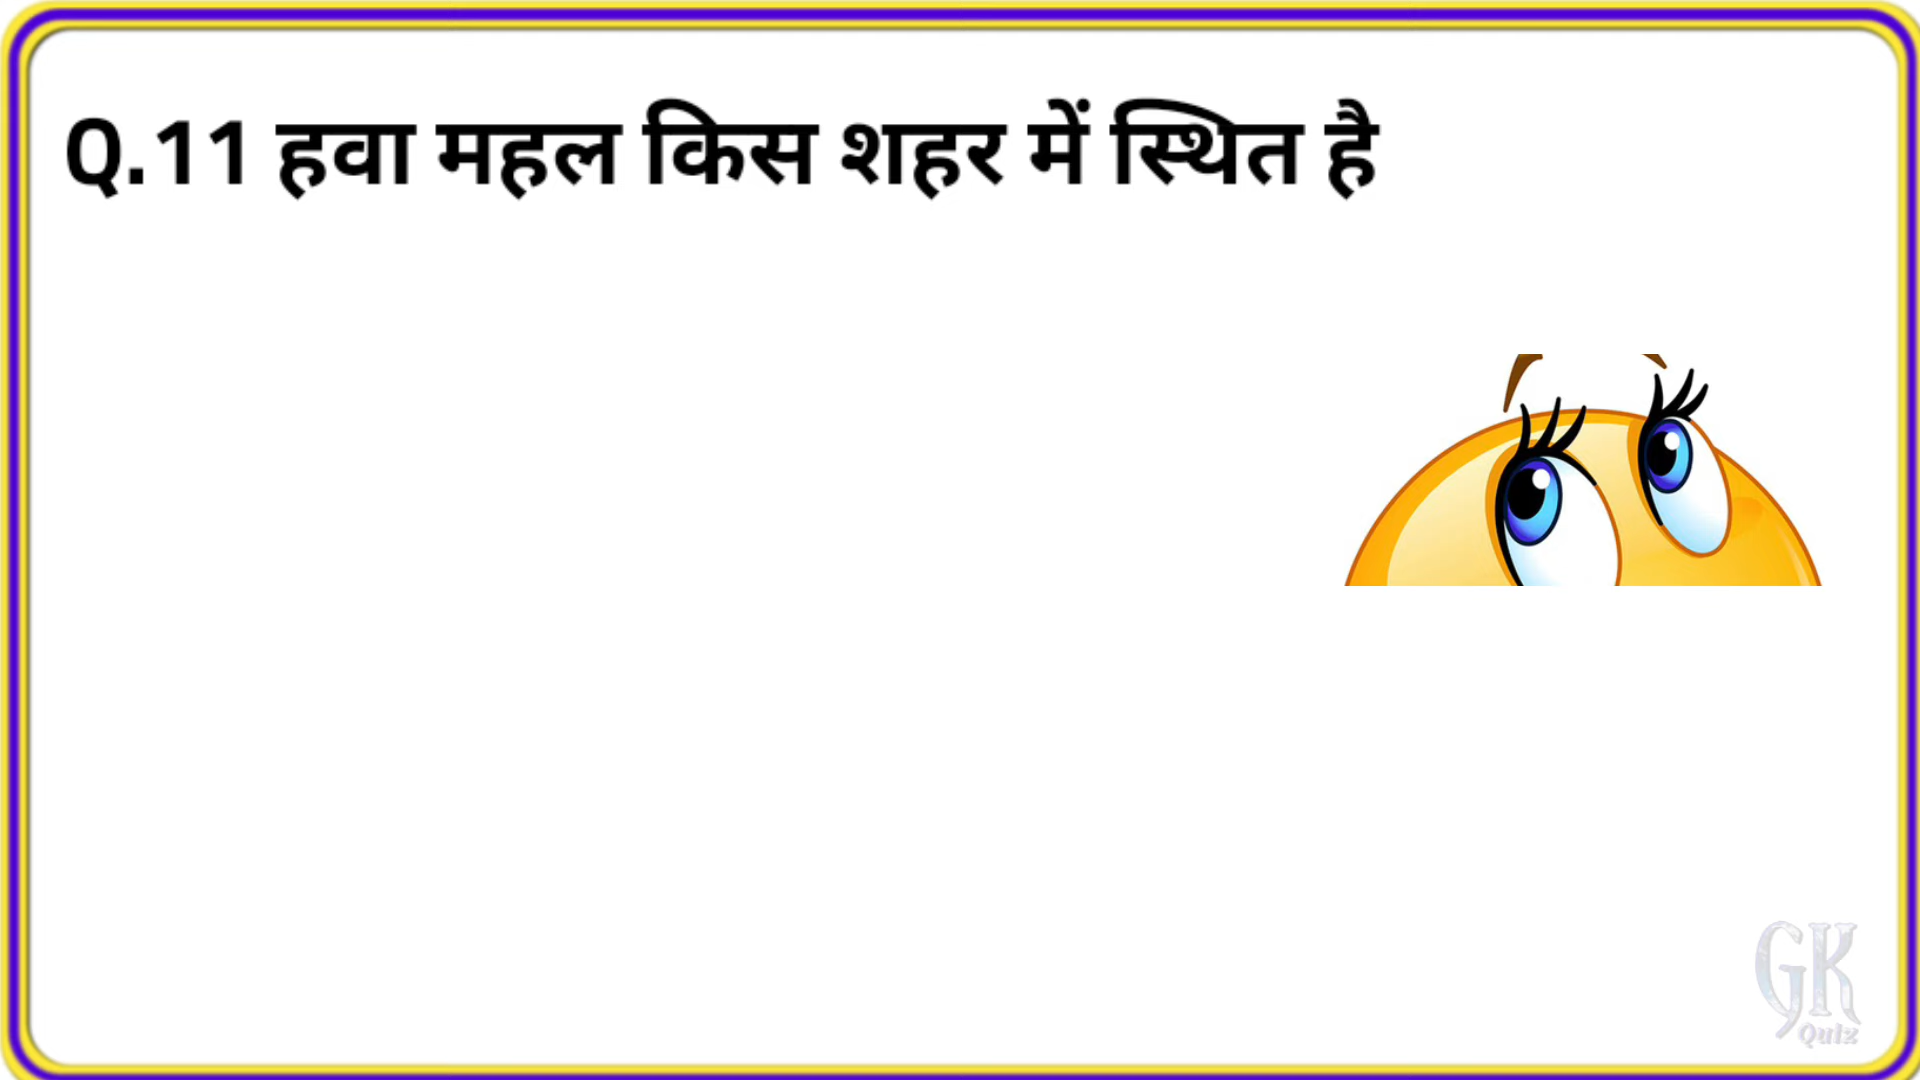 Q.11 हवा महल किस शहर में स्थित है
GK
Quiz